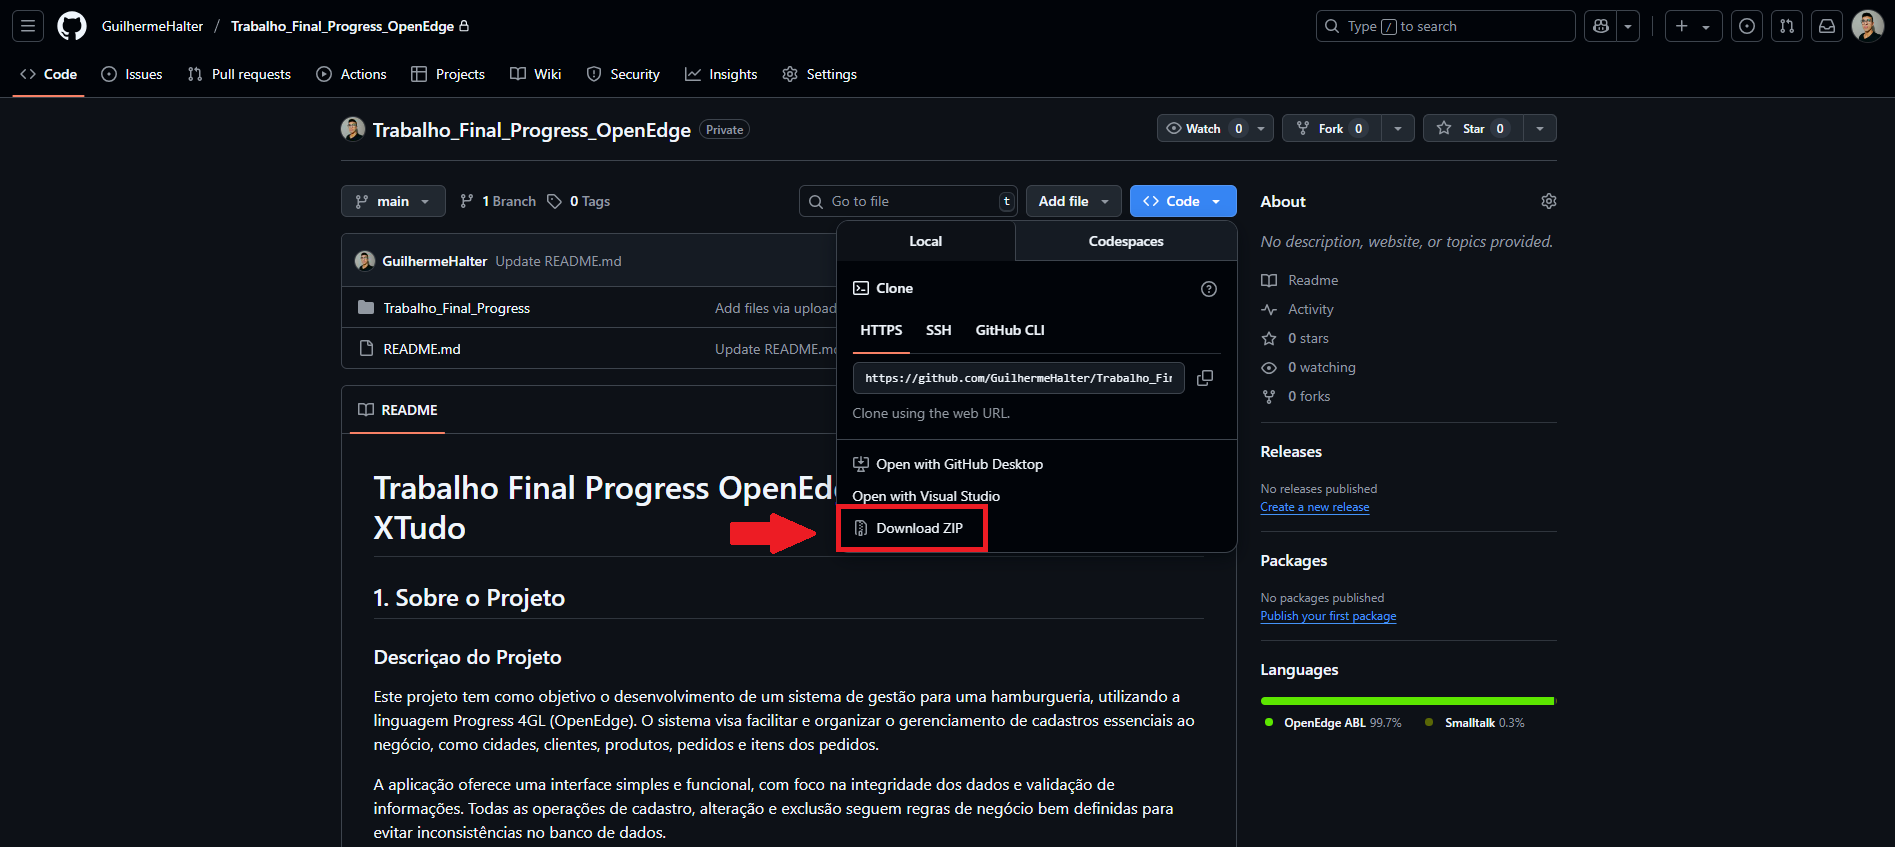 GuilhermeHalter / Trabalho_Final_Progress_OpenEdge
Type / to search
Code
Issues
Pull requests
Actions
Projects
Wiki
Security
Insights
Settings
Trabalho_Final_Progress_OpenEdge Private
Watch 0
Fork 0
Star 0
main
1 Branch
0 Tags
Go to file t
Add file
Code
Local
Codespaces
Clone
HTTPS SSH GitHub CLI
https://github.com/GuilhermeHalter/Trabalho_Fir
Clone using the web URL.
Open with GitHub Desktop
Open with Visual Studio
Download ZIP
GuilhermeHalter Update README.md
Trabalho_Final_Progress Add files via upload
README.md Update README.md
README
Trabalho Final Progress OpenEd
XTudo
1. Sobre o Projeto
Descriçao do Projeto
Este projeto tem como objetivo o desenvolvimento de um sistema de gestão para uma hamburgueria, utilizando a
linguagem Progress 4GL (OpenEdge). O sistema visa facilitar e organizar o gerenciamento de cadastros essenciais ao
negócio, como cidades, clientes, produtos, pedidos e itens dos pedidos.
A aplicação oferece uma interface simples e funcional, com foco na integridade dos dados e validação de
informações. Todas as operações de cadastro, alteração e exclusão seguem regras de negócio bem definidas para
evitar inconsistências no banco de dados.
About
No description, website, or topics provided.
Readme
Activity
0 stars
0 watching
0 forks
Releases
No releases published
Create a new release
Packages
No packages published
Publish your first package
Languages
OpenEdge ABL 99.7%
Smalltalk 0.3%